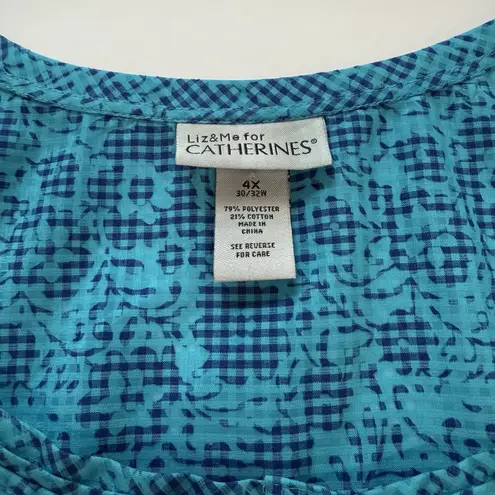 Liz&Me for
CATHERINES®
4X
30/32W
79% POLYESTER
21% COTTON
MADE IN
CHINA
SEE REVERSE
FOR CARE